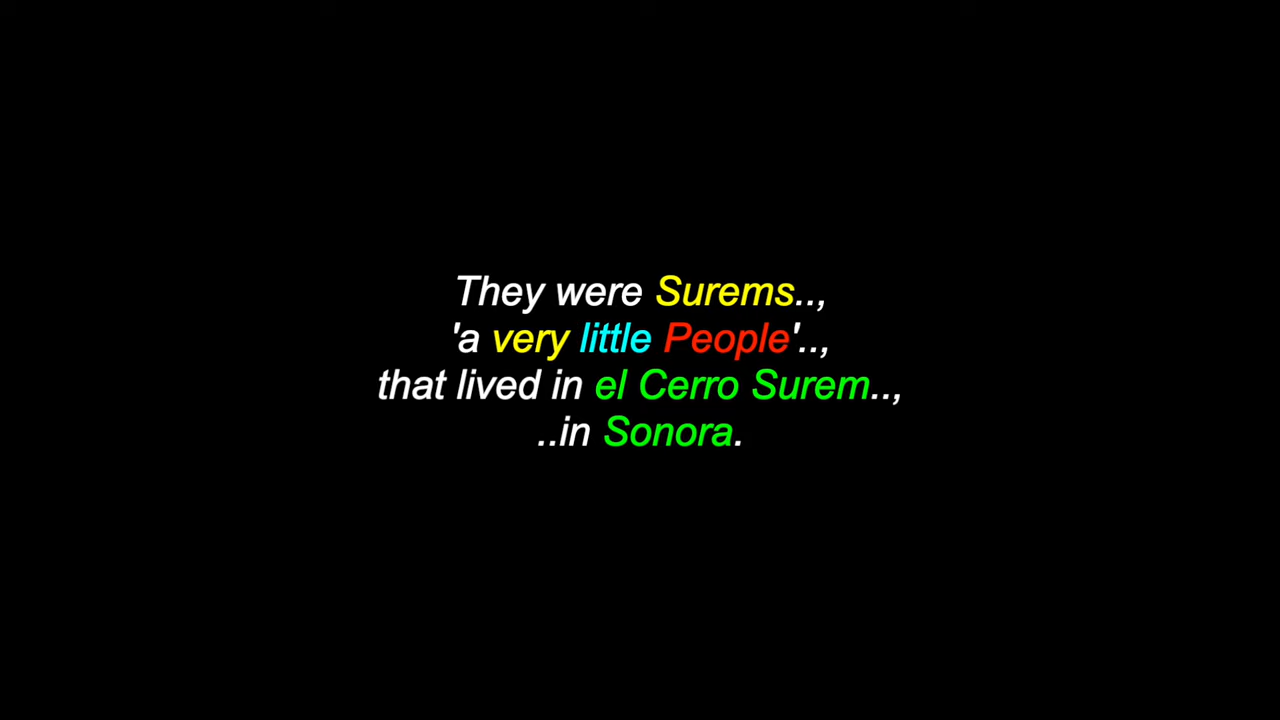 They were Surems..,
'a very little People'..,
that lived in el Cerro Surem..,
..in Sonora.